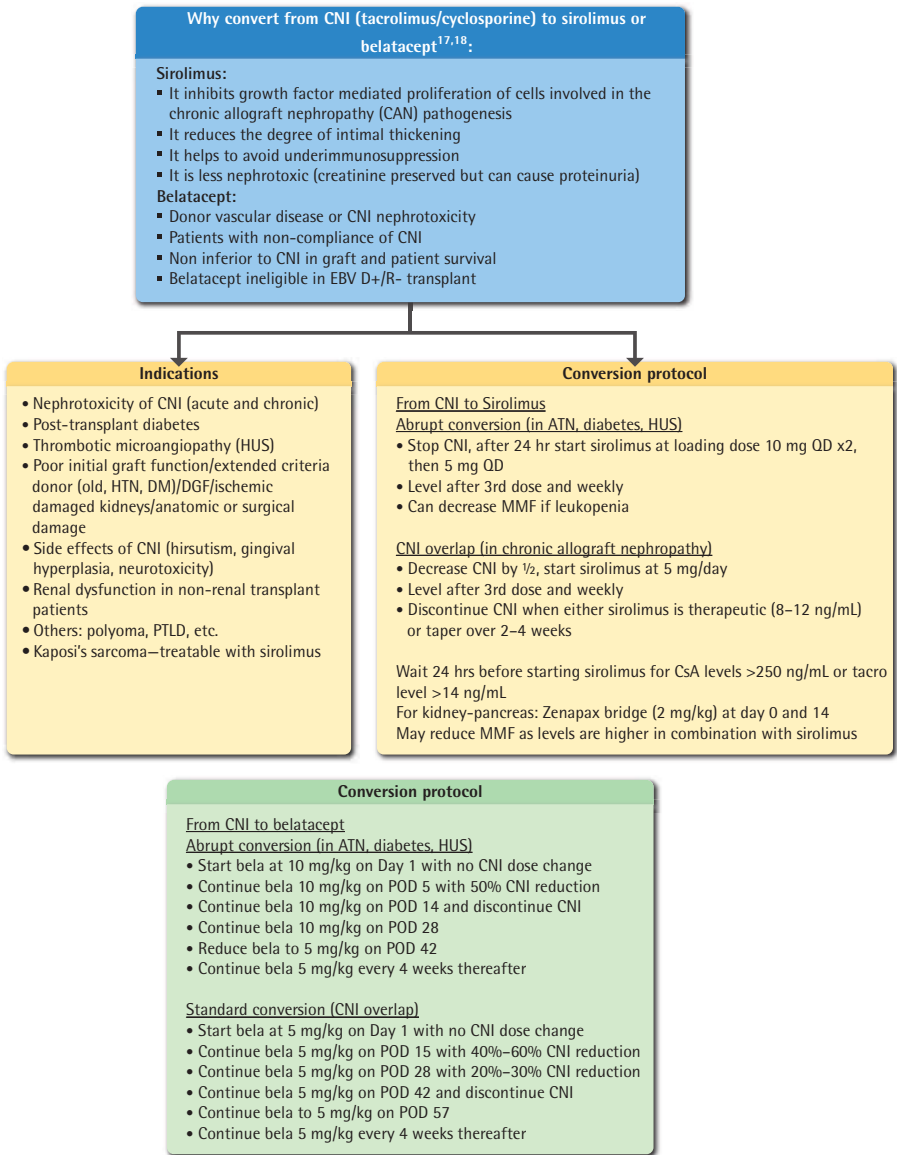 Why convert from CNI (tacrolimus/cyclosporine) to sirolimus or
belatacept17,18:
Sirolimus:
▪ It inhibits growth factor mediated proliferation of cells involved in the
chronic allograft nephropathy (CAN) pathogenesis
▪ It reduces the degree of intimal thickening
▪ It helps to avoid underimmunosuppression
▪ It is less nephrotoxic (creatinine preserved but can cause proteinuria)
Belatacept:
▪ Donor vascular disease or CNI nephrotoxicity
▪ Patients with non-compliance of CNI
▪ Non inferior to CNI in graft and patient survival
▪ Belatacept ineligible in EBV D+/R- transplant
Indications
• Nephrotoxicity of CNI (acute and chronic)
• Post-transplant diabetes
• Thrombotic microangiopathy (HUS)
• Poor initial graft function/extended criteria
donor (old, HTN, DM)/DGF/ischemic
damaged kidneys/anatomic or surgical
damage
• Side effects of CNI (hirsutism, gingival
hyperplasia, neurotoxicity)
• Renal dysfunction in non-renal transplant
patients
• Others: polyoma, PTLD, etc.
• Kaposi's sarcoma—treatable with sirolimus
Conversion protocol
From CNI to Sirolimus
Abrupt conversion (in ATN, diabetes, HUS)
• Stop CNI, after 24 hr start sirolimus at loading dose 10 mg QD x2,
then 5 mg QD
• Level after 3rd dose and weekly
• Can decrease MMF if leukopenia
CNI overlap (in chronic allograft nephropathy)
• Decrease CNI by ½, start sirolimus at 5 mg/day
• Level after 3rd dose and weekly
• Discontinue CNI when either sirolimus is therapeutic (8–12 ng/mL)
or taper over 2–4 weeks
Wait 24 hrs before starting sirolimus for CsA levels >250 ng/mL or tacro
level >14 ng/mL
For kidney-pancreas: Zenapax bridge (2 mg/kg) at day 0 and 14
May reduce MMF as levels are higher in combination with sirolimus
Conversion protocol
From CNI to belatacept
Abrupt conversion (in ATN, diabetes, HUS)
• Start bela at 10 mg/kg on Day 1 with no CNI dose change
• Continue bela 10 mg/kg on POD 5 with 50% CNI reduction
• Continue bela 10 mg/kg on POD 14 and discontinue CNI
• Continue bela 10 mg/kg on POD 28
• Reduce bela to 5 mg/kg on POD 42
• Continue bela 5 mg/kg every 4 weeks thereafter
Standard conversion (CNI overlap)
• Start bela at 5 mg/kg on Day 1 with no CNI dose change
• Continue bela 5 mg/kg on POD 15 with 40%–60% CNI reduction
• Continue bela 5 mg/kg on POD 28 with 20%–30% CNI reduction
• Continue bela 5 mg/kg on POD 42 and discontinue CNI
• Continue bela to 5 mg/kg on POD 57
• Continue bela 5 mg/kg every 4 weeks thereafter